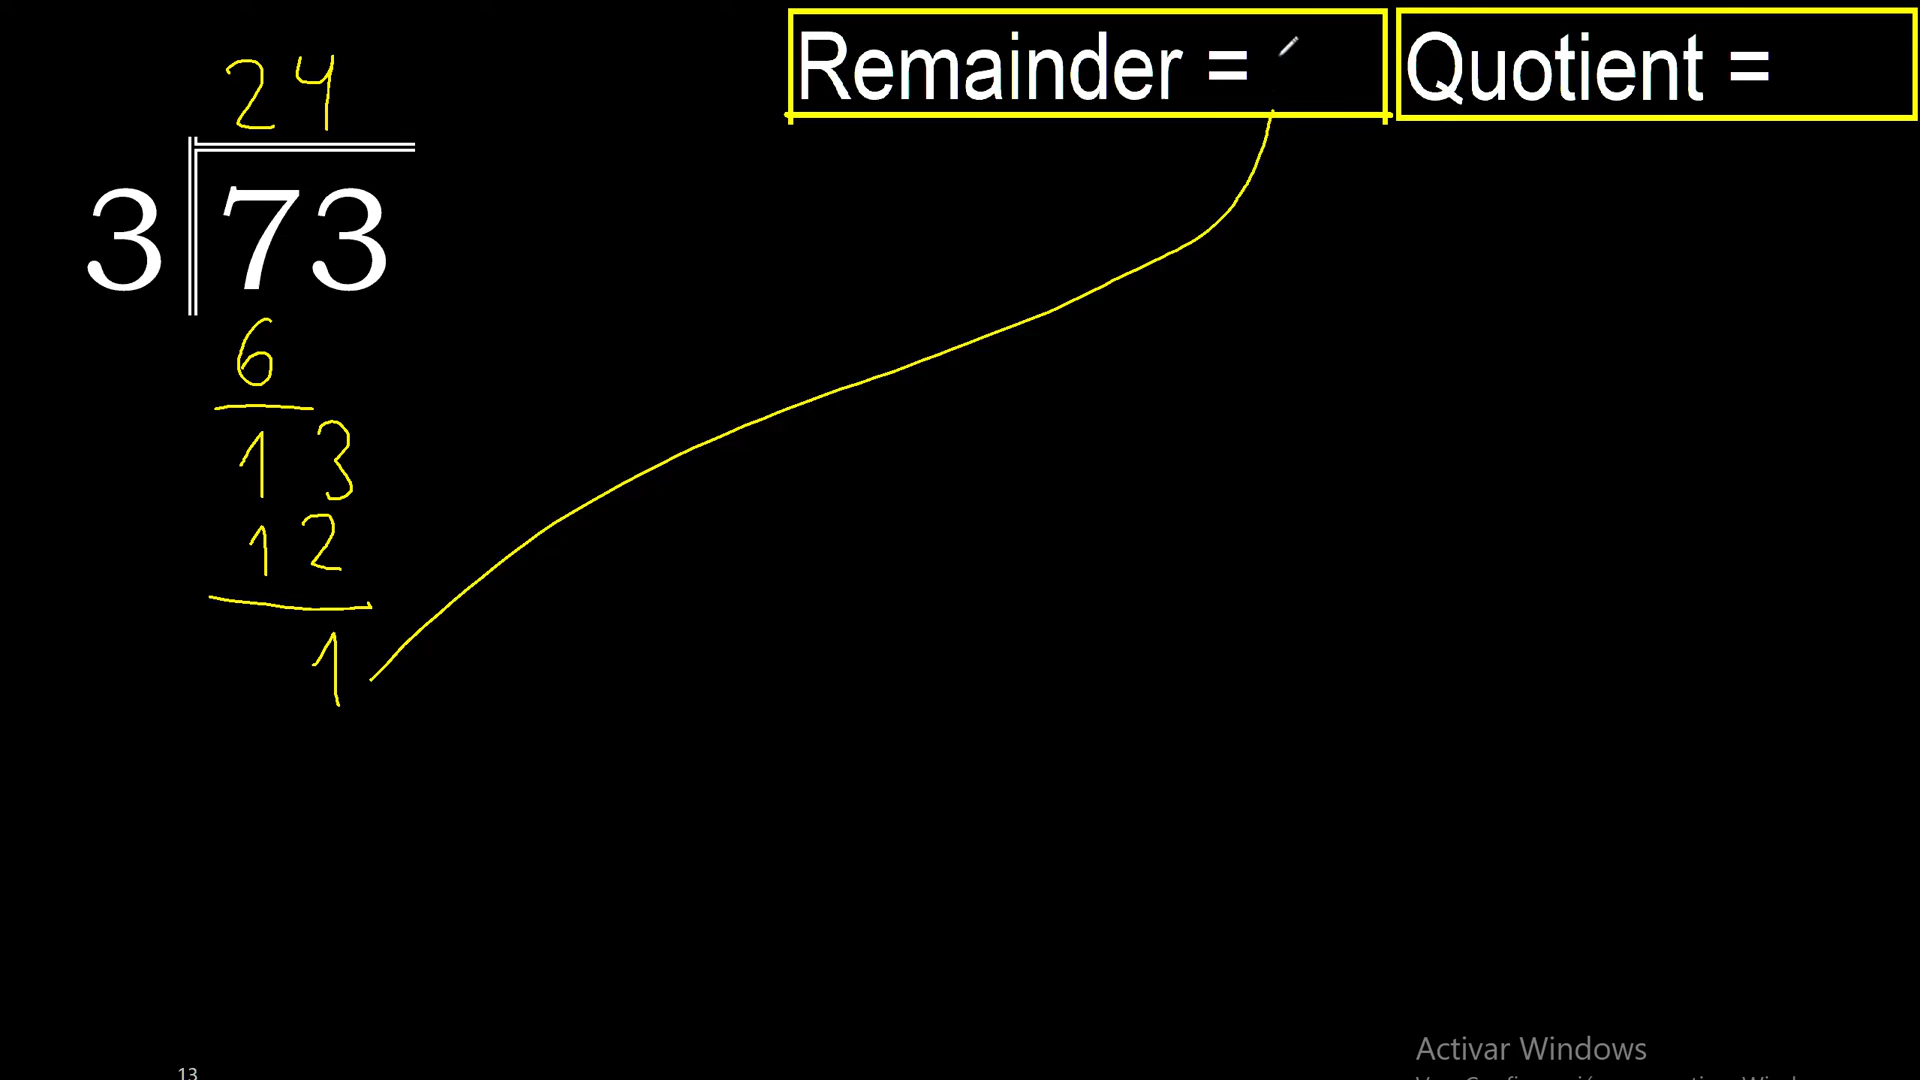 Remainder =
Quotient =
24
3 73
6
13
12
1
Activar Windows
13